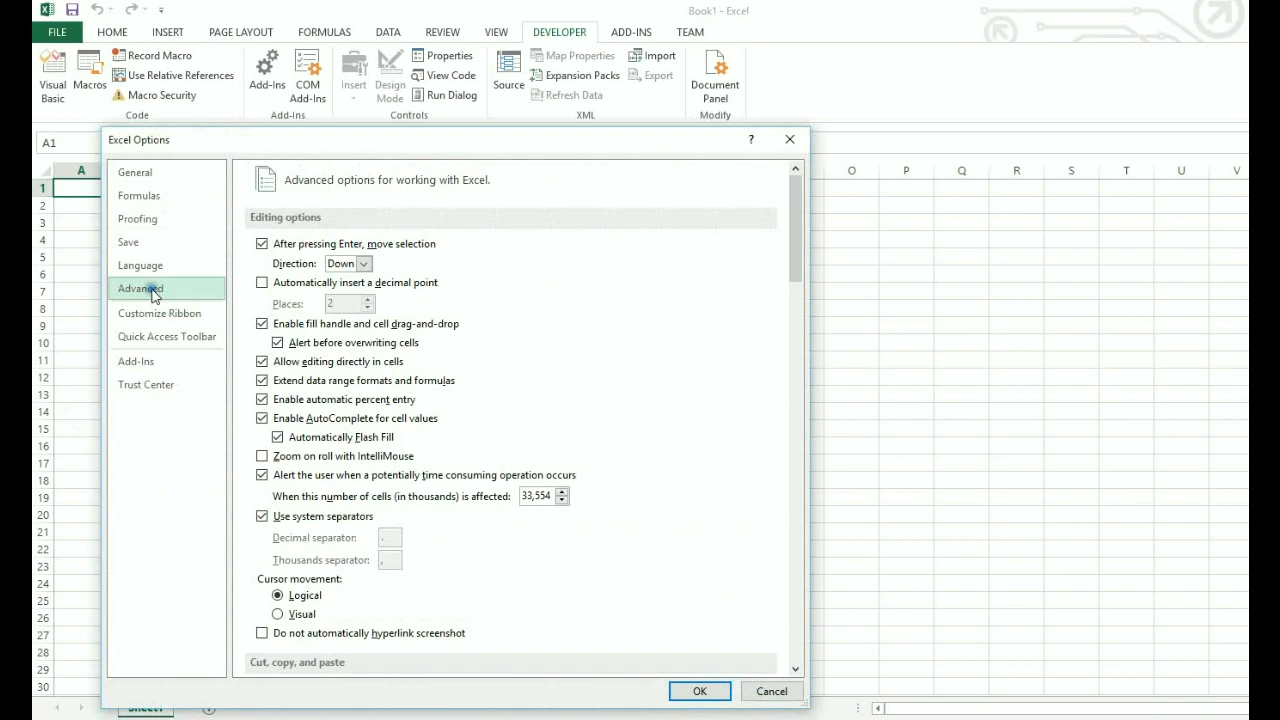 Book1 - Excel
FILE HOME INSERT PAGE LAYOUT FORMULAS DATA REVIEW VIEW DEVELOPER ADD-INS TEAM
Visual Basic
Macros
Record Macro
Use Relative References
Macro Security
Code
Add-Ins
COM Add-Ins
Add-Ins
Insert
Design Mode
Properties
View Code
Run Dialog
Controls
Source
Map Properties
Expansion Packs
Refresh Data
Import
Export
XML
Document Panel
Modify
A1
Excel Options
?
General
Formulas
Proofing
Save
Language
Advanced
Customize Ribbon
Quick Access Toolbar
Add-Ins
Trust Center
Advanced options for working with Excel.
Editing options
After pressing Enter, move selection
Direction: Down
Automatically insert a decimal point
Places: 2
Enable fill handle and cell drag-and-drop
Alert before overwriting cells
Allow editing directly in cells
Extend data range formats and formulas
Enable automatic percent entry
Enable AutoComplete for cell values
Automatically Flash Fill
Zoom on roll with IntelliMouse
Alert the user when a potentially time consuming operation occurs
When this number of cells (in thousands) is affected: 33,554
Use system separators
Decimal separator: .
Thousands separator: ,
Cursor movement:
Logical
Visual
Do not automatically hyperlink screenshot
Cut, copy, and paste
OK Cancel
A O P Q R S T U V
1
2
3
4
5
6
7
8
9
10
11
12
13
14
15
16
17
18
19
20
21
22
23
24
25
26
27
28
29
30
Sheet1